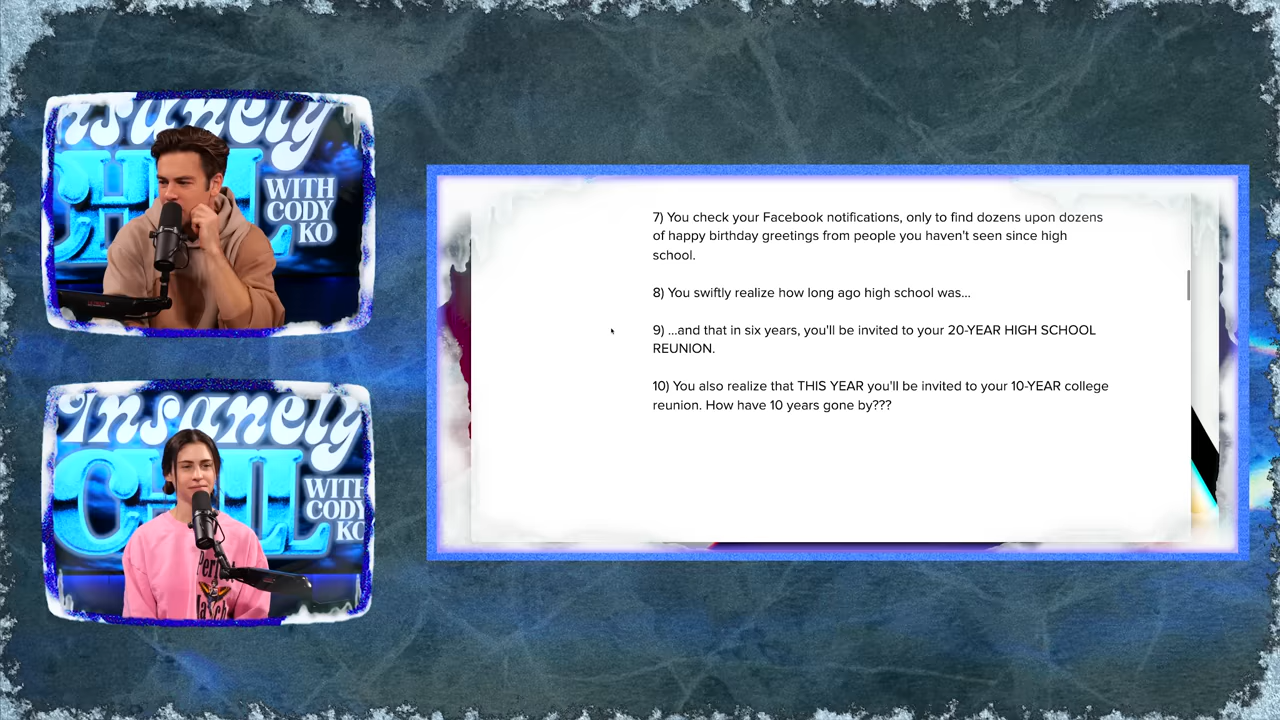 Insanely
CHILL
WITH
CODY
KO
Insanely
CHILL
WITH
CODY
KO
7) You check your Facebook notifications, only to find dozens upon dozens
of happy birthday greetings from people you haven't seen since high
school.
8) You swiftly realize how long ago high school was...
9) ...and that in six years, you'll be invited to your 20-YEAR HIGH SCHOOL
REUNION.
10) You also realize that THIS YEAR you'll be invited to your 10-YEAR college
reunion. How have 10 years gone by???